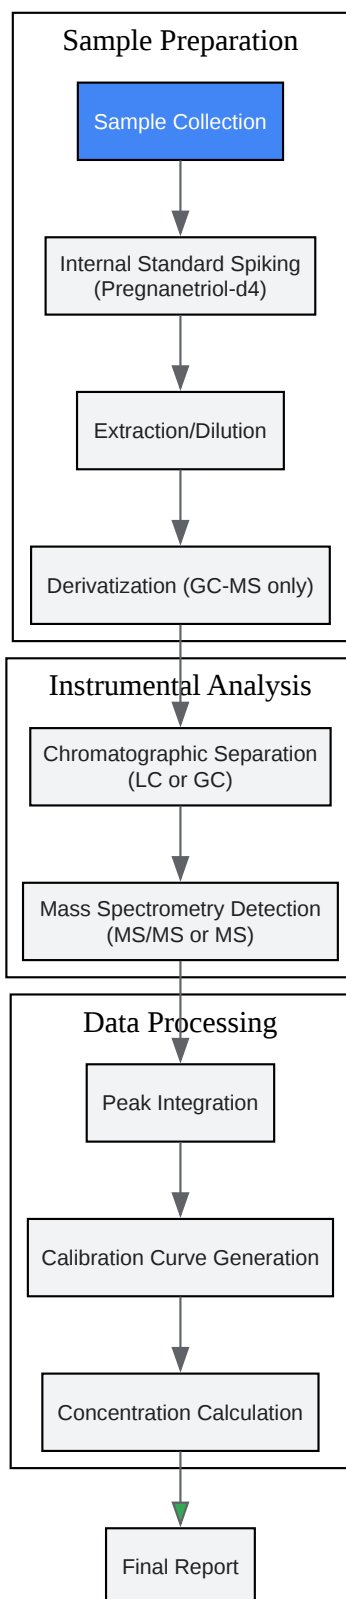 Sample Preparation
Sample Collection
Internal Standard Spiking
(Pregnanetriol-d4)
Extraction/Dilution
Derivatization (GC-MS only)
Instrumental Analysis
Chromatographic Separation
(LC or GC)
Mass Spectrometry Detection
(MS/MS or MS)
Data Processing
Peak Integration
Calibration Curve Generation
Concentration Calculation
Final Report